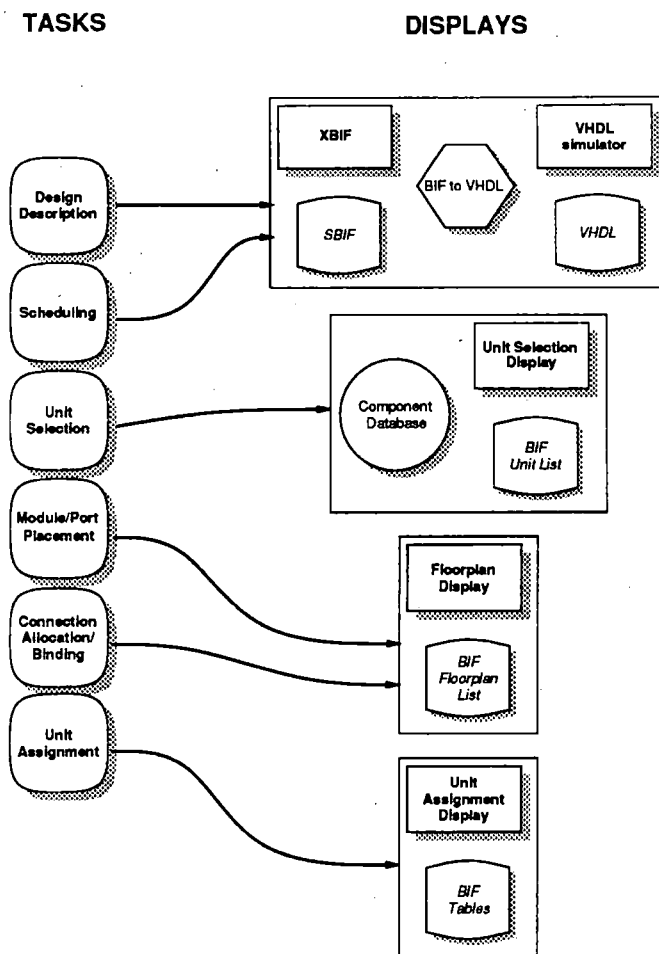 TASKS
DISPLAYS
XBIF
VHDL
simulator
BIF to VHDL
SBIF
VHDL
Design
Description
Scheduling
Unit
Selection
Module/Port
Placement
Connection
Allocation/
Binding
Unit
Assignment
Component
Database
Unit Selection
Display
BIF
Unit List
Floorplan
Display
BIF
Floorplan
List
Unit
Assignment
Display
BIF
Tables